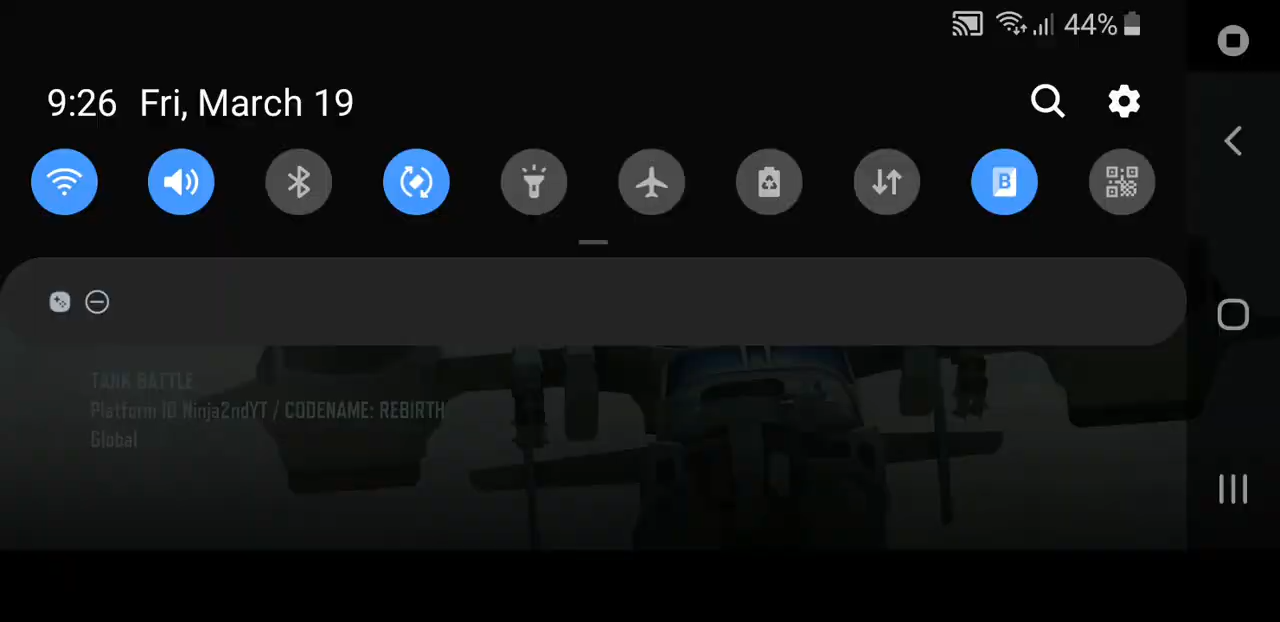 44%
9:26 Fri, March 19
B
TANK BATTLE
Platform ID Ninja2ndYT / CODENAME: REBIRTH
Global